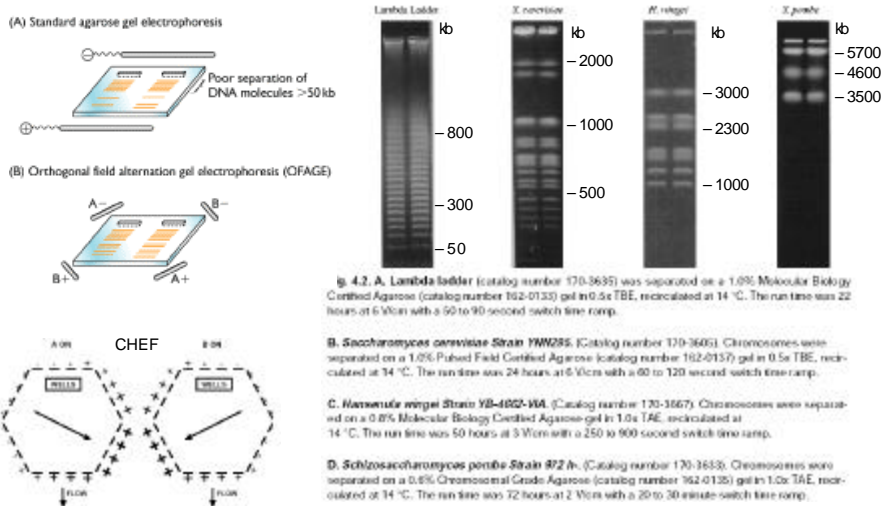 (A) Standard agarose gel electrophoresis
Poor separation of
DNA molecules >50 kb
(B) Orthogonal field alternation gel electrophoresis (OFAGE)
A−
B−
B+
A+
CHEF
A ON
B ON
WELLS
WELLS
FLOW
FLOW
Lambda Ladder
kb
– 800
– 300
– 50
S. cerevisiae
kb
– 2000
– 1000
– 500
H. wingei
kb
– 3000
– 2300
– 1000
S. pombe
kb
– 5700
– 4600
– 3500
ig. 4.2. A. Lambda ladder (catalog number 170-3635) was separated on a 1.0% Molecular Biology
Certified Agarose (catalog number 162-0133) gel in 0.5x TBE, recirculated at 14 °C. The run time was 22
hours at 6 V/cm with a 50 to 90 second switch time ramp.
B. Saccharomyces cerevisiae Strain YNN295. (Catalog number 170-3605). Chromosomes were
separated on a 1.0% Pulsed Field Certified Agarose (catalog number 162-0137) gel in 0.5x TBE, recir-
culated at 14 °C. The run time was 24 hours at 6 V/cm with a 60 to 120 second switch time ramp.
C. Hansenula wingei Strain YB-4662-VIA. (Catalog number 170-3667). Chromosomes were separat-
ed on a 0.8% Molecular Biology Certified Agarose gel in 1.0x TAE, recirculated at
14 °C. The run time was 50 hours at 3 V/cm with a 250 to 900 second switch time ramp.
D. Schizosaccharomyces pombe Strain 972 h-. (Catalog number 170-3633). Chromosomes were
separated on a 0.6% Chromosomal Grade Agarose (catalog number 162-0135) gel in 1.0x TAE, recir-
culated at 14 °C. The run time was 72 hours at 2 V/cm with a 20 to 30 minute switch time ramp.